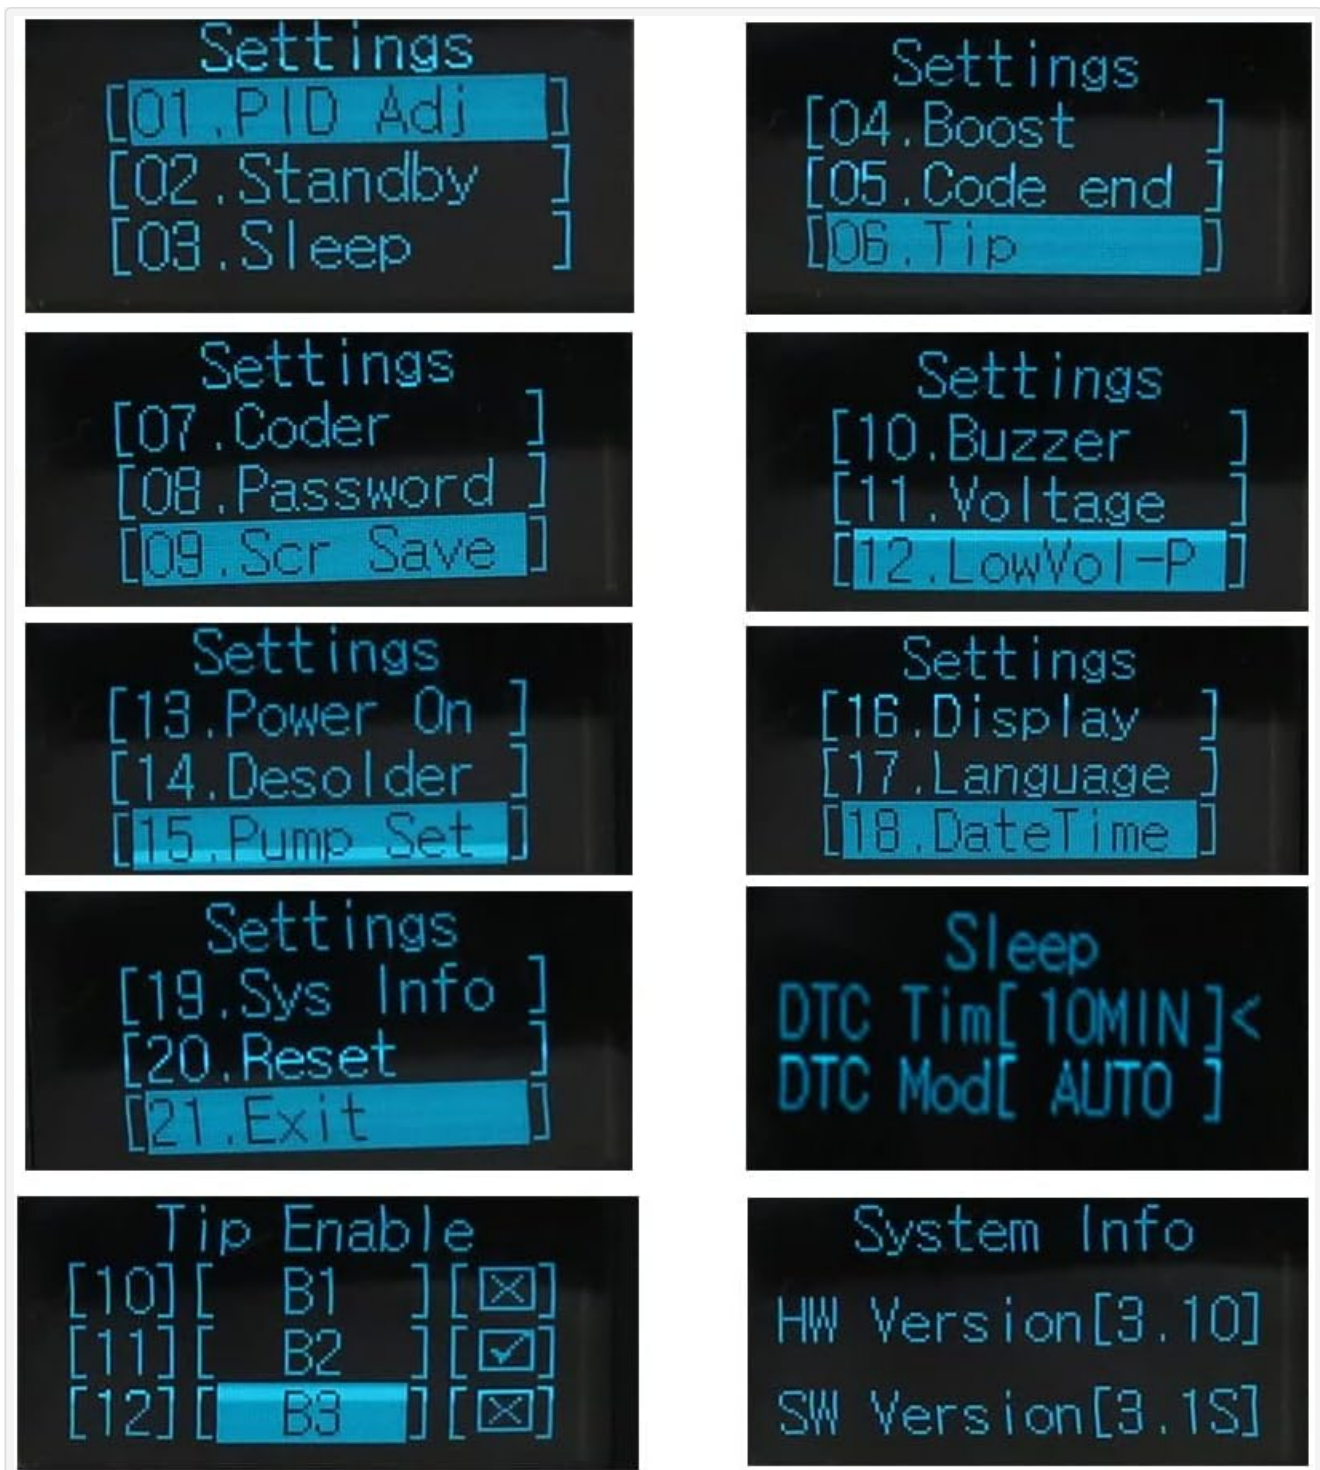 Settings
[01.PID Adj ]
[02.Standby ]
[03.Sleep ]
Settings
[04.Boost ]
[05.Code end ]
[06.Tip ]
Settings
[07.Coder ]
[08.Password ]
[09.Scr Save ]
Settings
[10.Buzzer ]
[11.Voltage ]
[12.LowVol-P ]
Settings
[13.Power On ]
[14.Desolder ]
[15.Pump Set ]
Settings
[16.Display ]
[17.Language ]
[18.DateTime ]
Settings
[19.Sys Info ]
[20.Reset ]
[21.Exit ]
Sleep
DTC Tim[ 10MIN ]<
DTC Mod[ AUTO ]
Tip Enable
[10][ B1 ][☒]
[11][ B2 ][☑]
[12][ B3 ][☒]
System Info
HW Version[3.10]
SW Version[3.1S]